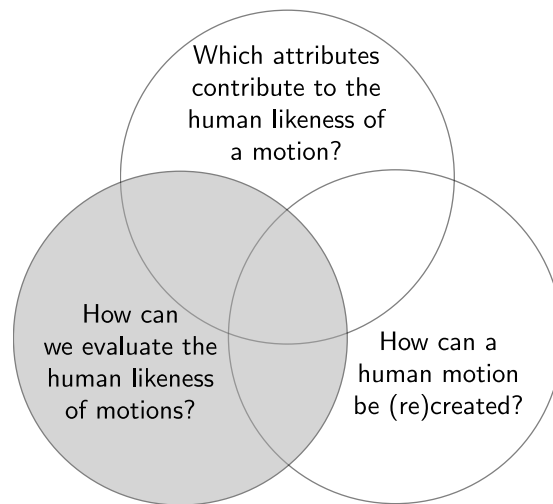 Which attributes
contribute to the
human likeness of
a motion?
How can
we evaluate the
human likeness
of motions?
How can a
human motion
be (re)created?